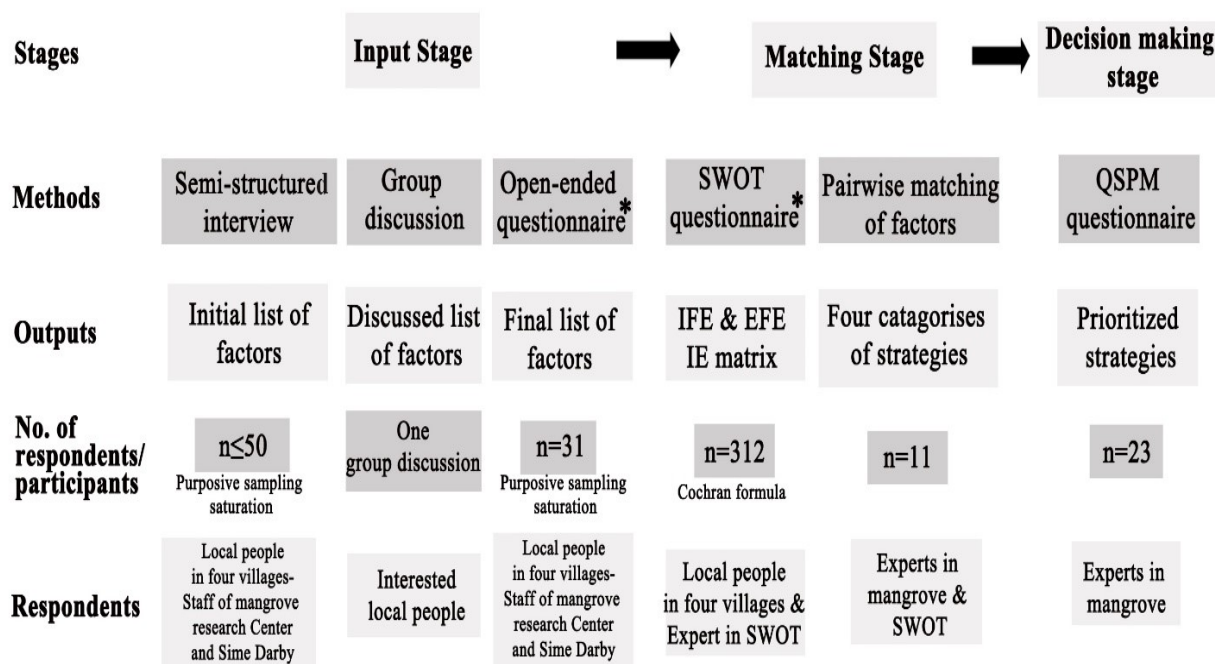 Stages
Input Stage
Matching Stage
Decision making
stage
Methods
Semi-structured
interview
Group
discussion
Open-ended
questionnaire*
SWOT
questionnaire*
Pairwise matching
of factors
QSPM
questionnaire
Outputs
Initial list of
factors
Discussed list
of factors
Final list of
factors
IFE & EFE
IE matrix
Four catagorises
of strategies
Prioritized
strategies
No. of
respondents/
participants
n≤50
Purposive sampling
saturation
One
group discussion
n=31
Purposive sampling
saturation
n=312
Cochran formula
n=11
n=23
Respondents
Local people
in four villages-
Staff of mangrove
research Center
and Sime Darby
Interested
local people
Local people
in four villages-
Staff of mangrove
research Center
and Sime Darby
Local people
in four villages &
Expert in SWOT
Experts in
mangrove &
SWOT
Experts in
mangrove